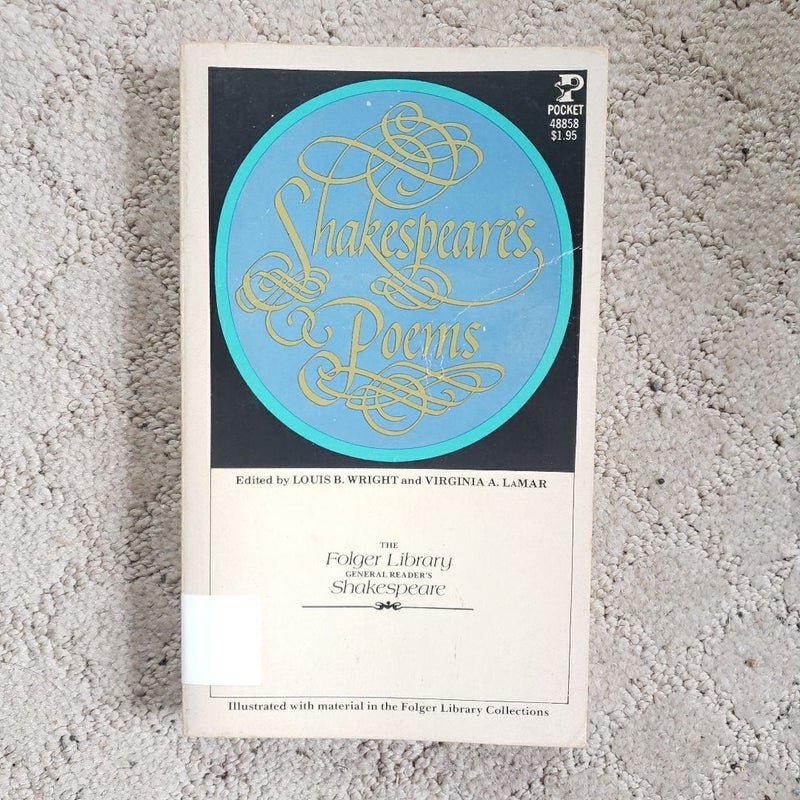 P
POCKET
48858
$1.95
Shakespeare's
Poems
Edited by LOUIS B. WRIGHT and VIRGINIA A. LAMAR
THE
Folger Library
GENERAL READER'S
Shakespeare
Illustrated with material in the Folger Library Collections